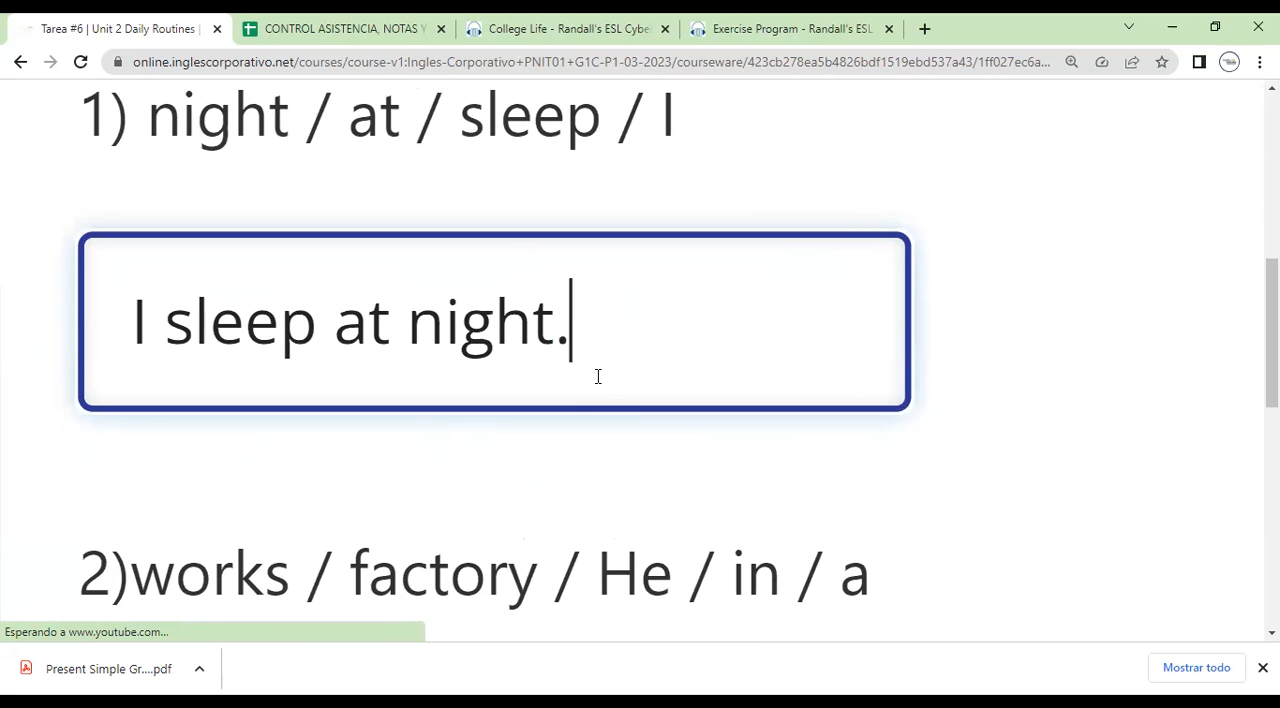 Tarea #6 | Unit 2 Daily Routines |
CONTROL ASISTENCIA, NOTAS Y
College Life - Randall's ESL Cybe
Exercise Program - Randall's ESL
online.inglescorporativo.net/courses/course-v1:Ingles-Corporativo+PNIT01+G1C-P1-03-2023/courseware/423cb278ea5b4826bdf1519ebd537a43/1ff027ec6a...
1) night / at / sleep / I
I sleep at night.
2)works / factory / He / in / a
Esperando a www.youtube.com...
Present Simple Gr....pdf
Mostrar todo